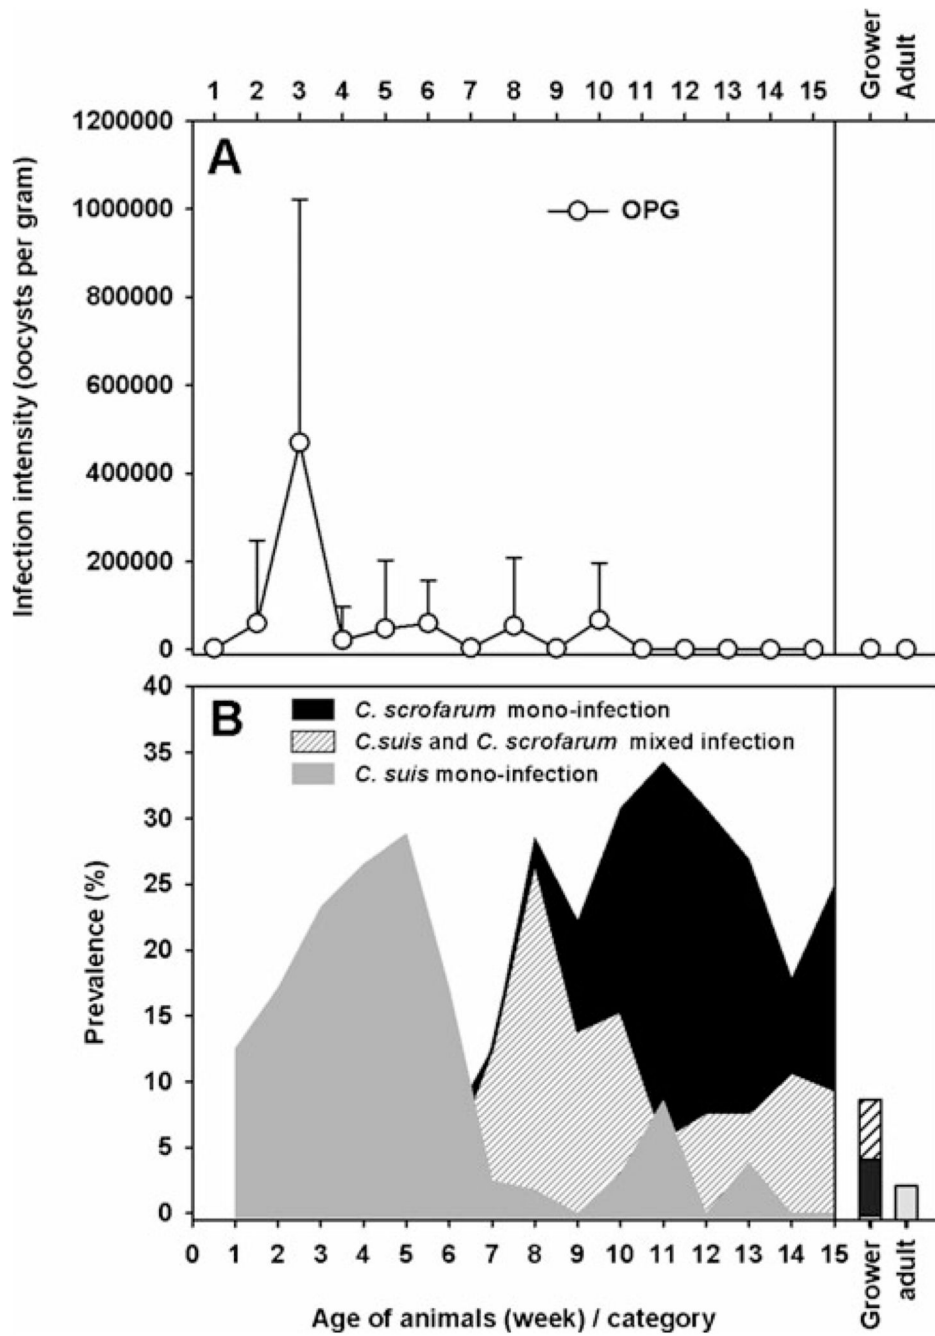 Grower
Adult
1 2 3 4 5 6 7 8 9 10 11 12 13 14 15
Infection intensity (oocysts per gram)
1200000
1000000
800000
600000
400000
200000
0
A
OPG
Prevalence (%)
40
35
30
25
20
15
10
5
0
B
C. scrofarum mono-infection
C.suis and C. scrofarum mixed infection
C. suis mono-infection
0 1 2 3 4 5 6 7 8 9 10 11 12 13 14 15
Grower
adult
Age of animals (week) / category